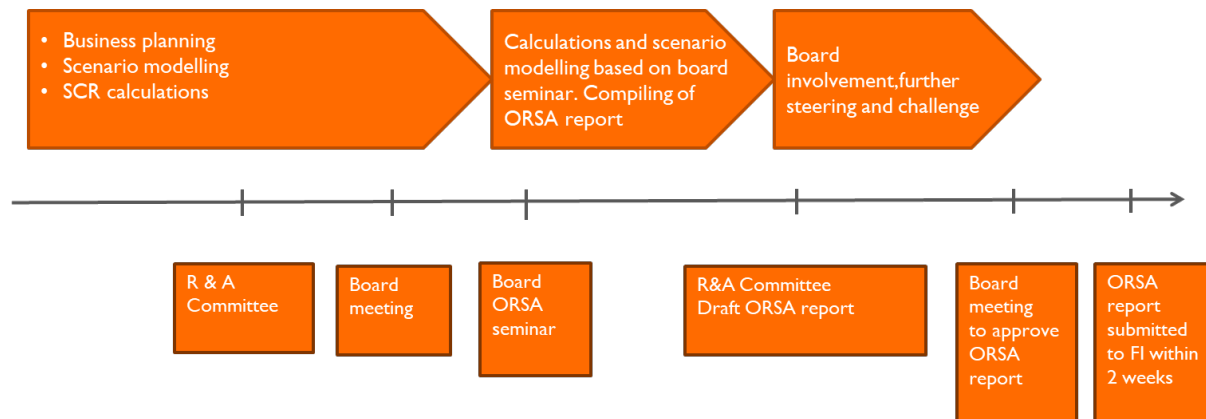 • Business planning
• Scenario modelling
• SCR calculations
Calculations and scenario
modelling based on board
seminar. Compiling of
ORSA report
Board
involvement,further
steering and challenge
R & A
Committee
Board
meeting
Board
ORSA
seminar
R&A Committee
Draft ORSA report
Board
meeting
to approve
ORSA
report
ORSA
report
submitted
to FI within
2 weeks